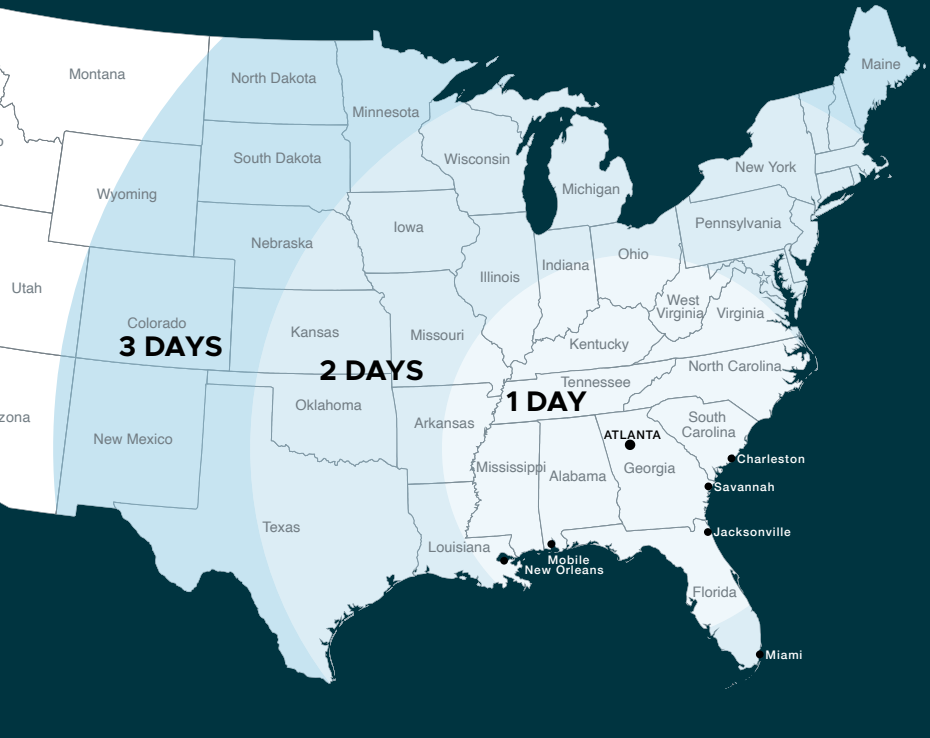 Maine
Montana
North Dakota
Minnesota
South Dakota
Wisconsin
New York
Wyoming
Michigan
Pennsylvania
Iowa
Nebraska
Ohio
Indiana
Illinois
Utah
West
Virginia
Virginia
Colorado
3 DAYS
Kansas
Missouri
Kentucky
2 DAYS
North Carolina
Tennessee
1 DAY
Oklahoma
zona
Arkansas
South
Carolina
ATLANTA
New Mexico
Charleston
Mississippi
Alabama
Georgia
Savannah
Texas
Jacksonville
Louisiana
Mobile
New Orleans
Florida
Miami